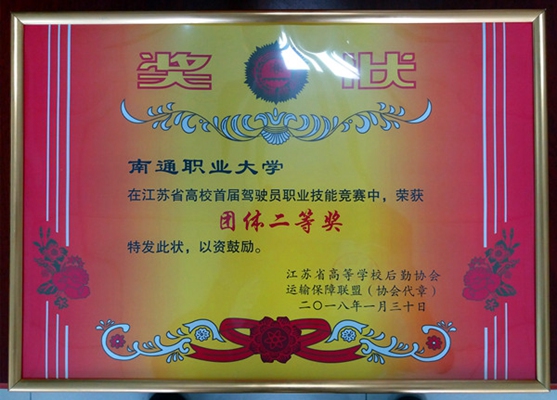 奖状
南通职业大学
在江苏省高校首届驾驶员职业技能竞赛中，荣获
团体二等奖
特发此状，以资鼓励。
江苏省高等学校后勤协会
运输保障联盟（协会代章）
二〇一八年一月三十日